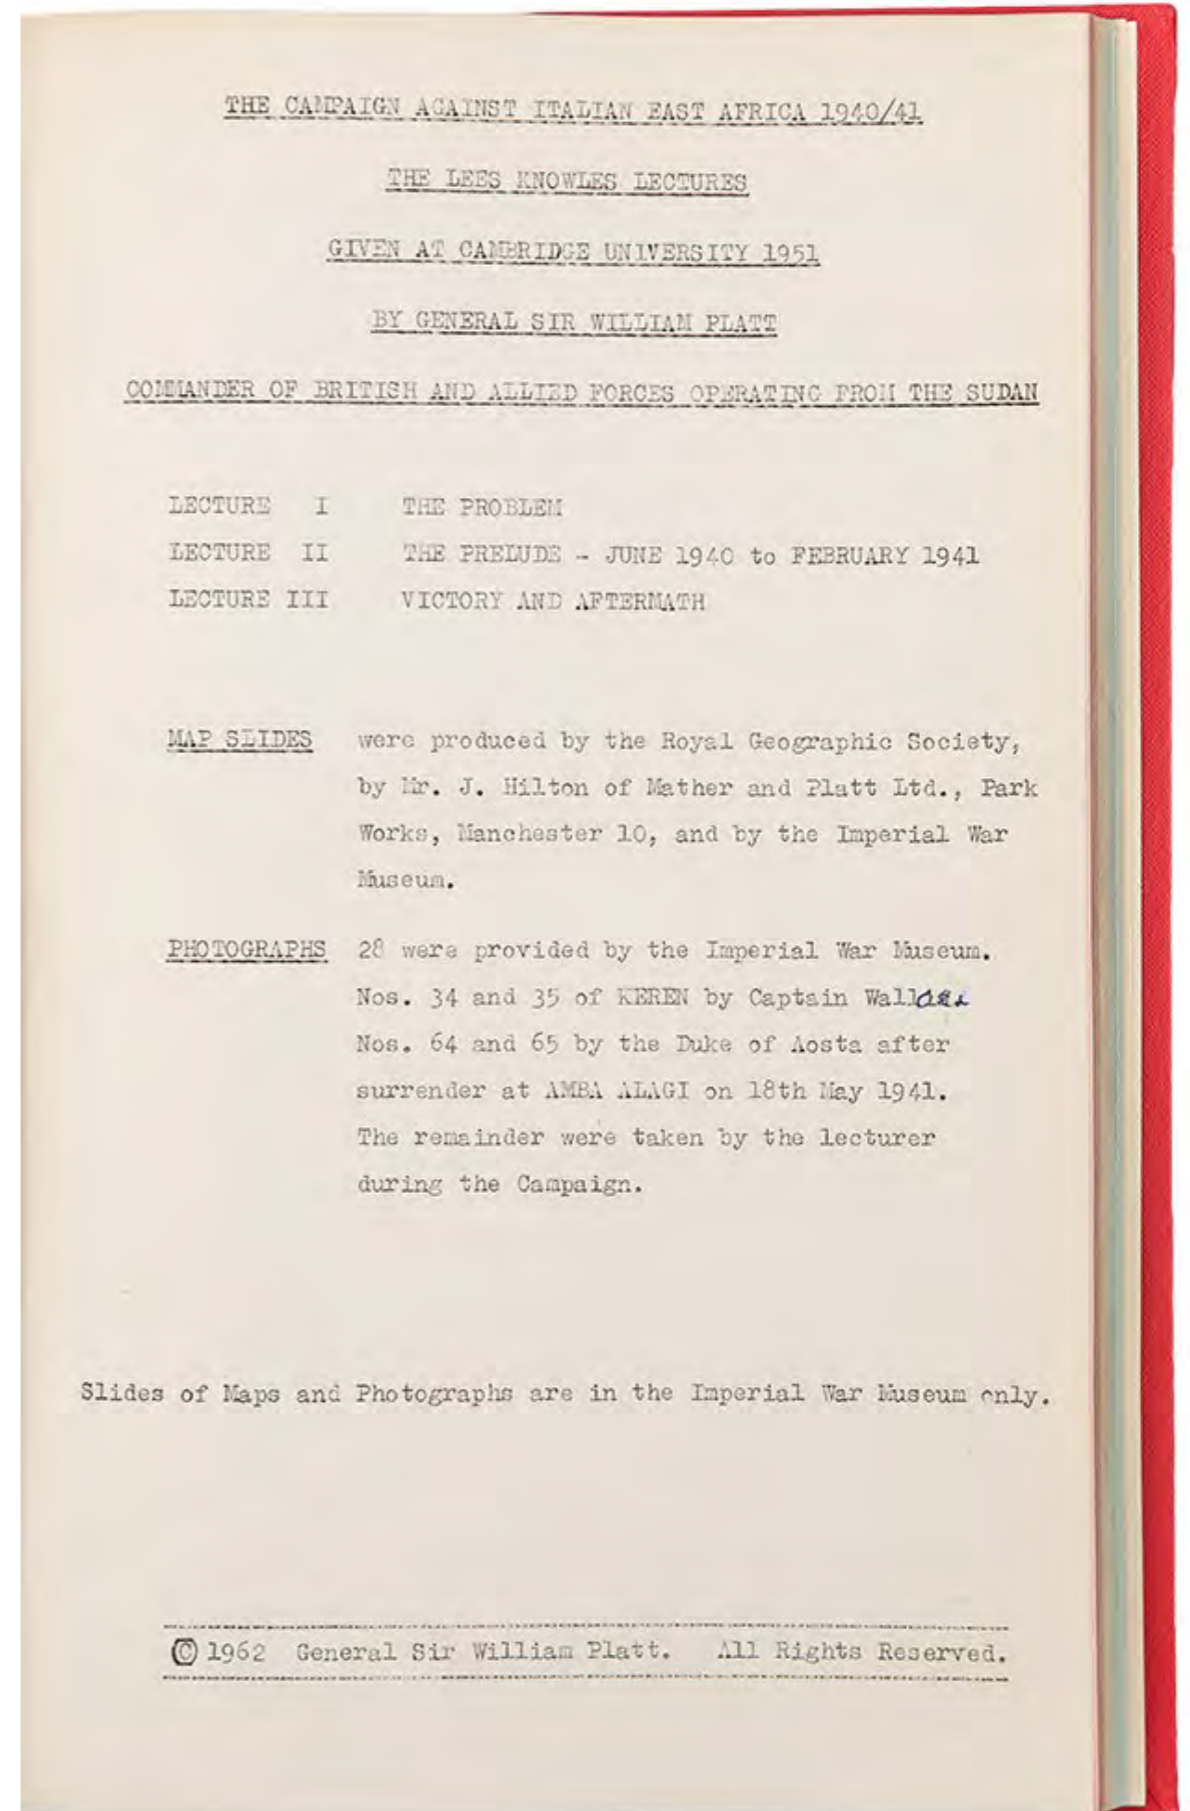 THE CAMPAIGN AGAINST ITALIAN EAST AFRICA 1940/41
THE LEES KNOWLES LECTURES
GIVEN AT CAMBRIDGE UNIVERSITY 1951
BY GENERAL SIR WILLIAM PLATT
COMMANDER OF BRITISH AND ALLIED FORCES OPERATING FROM THE SUDAN
LECTURE I THE PROBLEM
LECTURE II THE PRELUDE - JUNE 1940 to FEBRUARY 1941
LECTURE III VICTORY AND AFTERMATH
MAP SLIDES were produced by the Royal Geographic Society,
by Mr. J. Hilton of Mather and Platt Ltd., Park
Works, Manchester 10, and by the Imperial War
Museum.
PHOTOGRAPHS 28 were provided by the Imperial War Museum.
Nos. 34 and 35 of KEREN by Captain
Nos. 64 and 65 by the Duke of Aosta after
surrender at AMBA ALAGI on 18th May 1941.
The remainder were taken by the lecturer
during the Campaign.
Slides of Maps and Photographs are in the Imperial War Museum only.
© 1962 General Sir William Platt. All Rights Reserved.